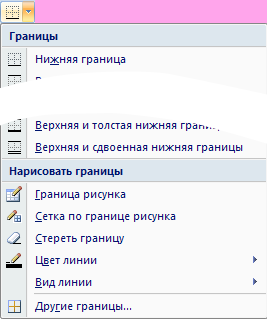 Границы
Нижняя граница
Верхняя и толстая нижняя
Верхняя и сдвоенная нижняя границы
Нарисовать границы
Граница рисунка
Сетка по границе рисунка
Стереть границу
Цвет линии
Вид линии
Другие границы...